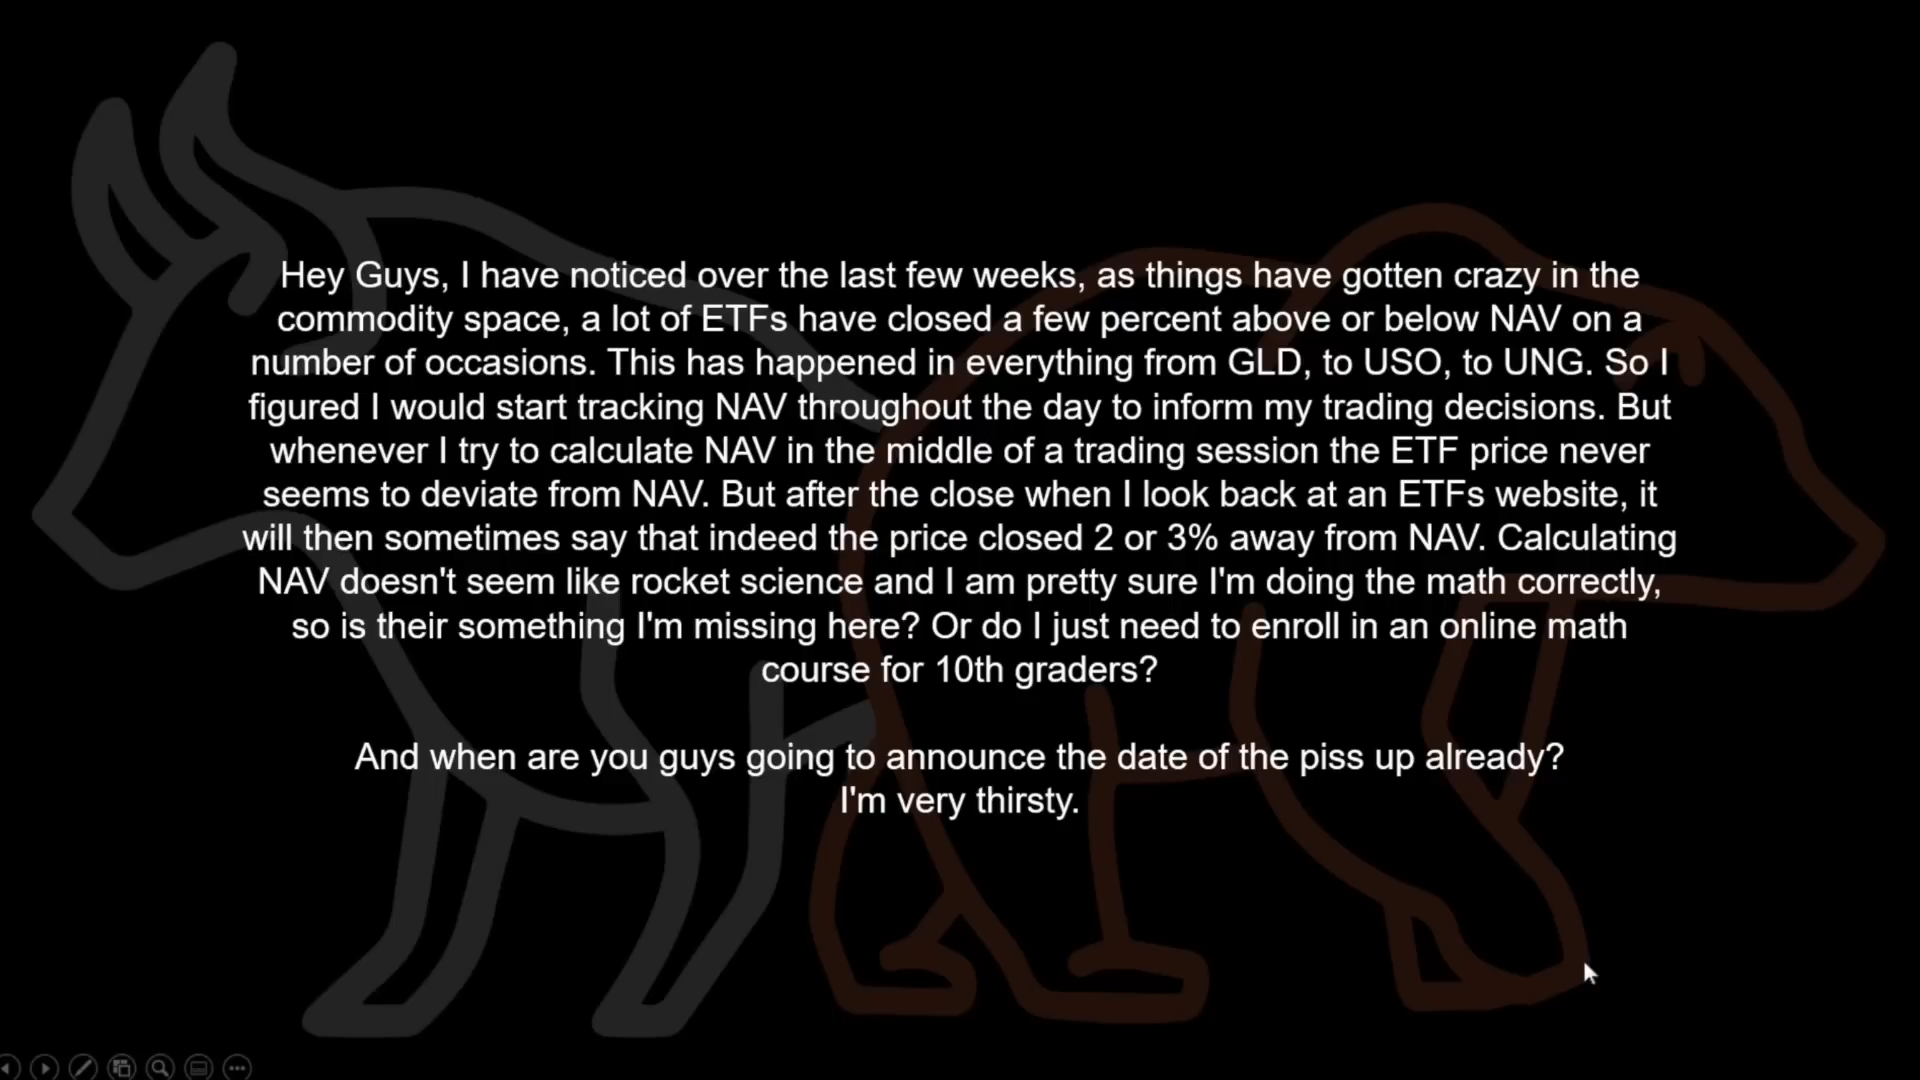 Hey Guys, I have noticed over the last few weeks, as things have gotten crazy in the
commodity space, a lot of ETFs have closed a few percent above or below NAV on a
number of occasions. This has happened in everything from GLD, to USO, to UNG. So I
figured I would start tracking NAV throughout the day to inform my trading decisions. But
whenever I try to calculate NAV in the middle of a trading session the ETF price never
seems to deviate from NAV. But after the close when I look back at an ETFs website, it
will then sometimes say that indeed the price closed 2 or 3% away from NAV. Calculating
NAV doesn't seem like rocket science and I am pretty sure I'm doing the math correctly,
so is their something I'm missing here? Or do I just need to enroll in an online math
course for 10th graders?
And when are you guys going to announce the date of the piss up already?
I'm very thirsty.